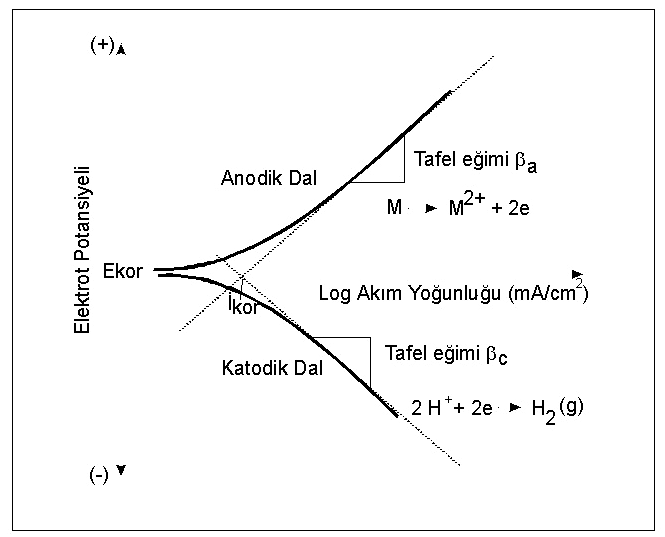 (+)
Elektrot Potansiyeli
Anodik Dal
Tafel eğimi βa
M → M2+ + 2e
Ekor
İkor
Log Akım Yoğunluğu (mA/cm2)
Tafel eğimi βc
Katodik Dal
2 H+ + 2e → H2 (g)
(-)